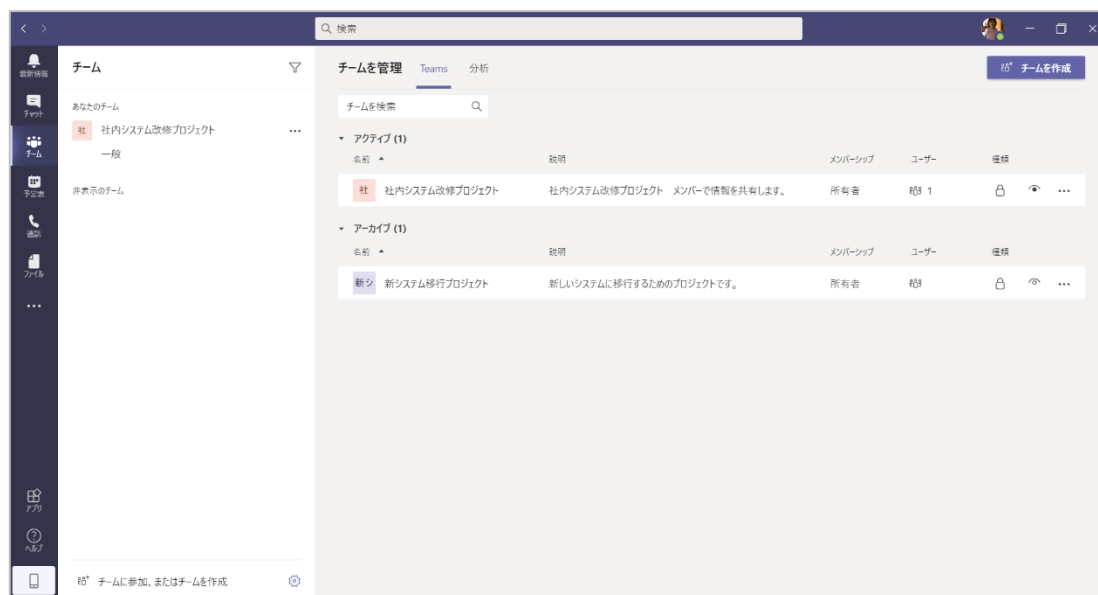 検索
最新情報
チャット
チーム
予定表
通話
ファイル
アプリ
ヘルプ
チーム
あなたのチーム
社 社内システム改修プロジェクト
一般
非表示のチーム
チームに参加、またはチームを作成
チームを管理 Teams 分析
チームを作成
チームを検索
アクティブ (1)
名前 説明 メンバーシップ ユーザー 種類
社 社内システム改修プロジェクト 社内システム改修プロジェクト メンバーで情報を共有します。 所有者 1
アーカイブ (1)
名前 説明 メンバーシップ ユーザー 種類
新シ 新システム移行プロジェクト 新しいシステムに移行するためのプロジェクトです。 所有者